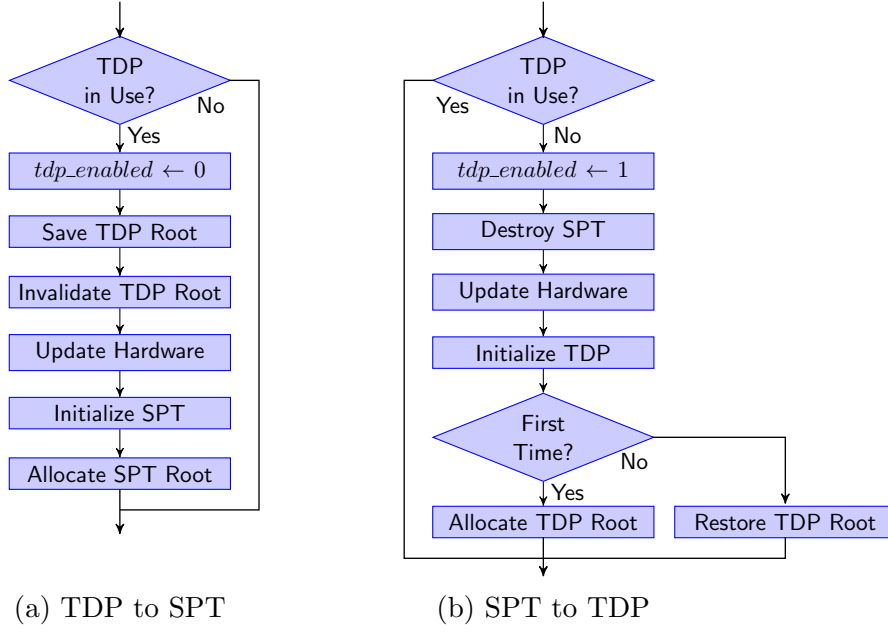 TDP
in Use?
No
Yes
tdp_enabled ← 0
Save TDP Root
Invalidate TDP Root
Update Hardware
Initialize SPT
Allocate SPT Root
(a) TDP to SPT
TDP
in Use?
Yes
No
tdp_enabled ← 1
Destroy SPT
Update Hardware
Initialize TDP
First
Time?
No
Yes
Allocate TDP Root
Restore TDP Root
(b) SPT to TDP